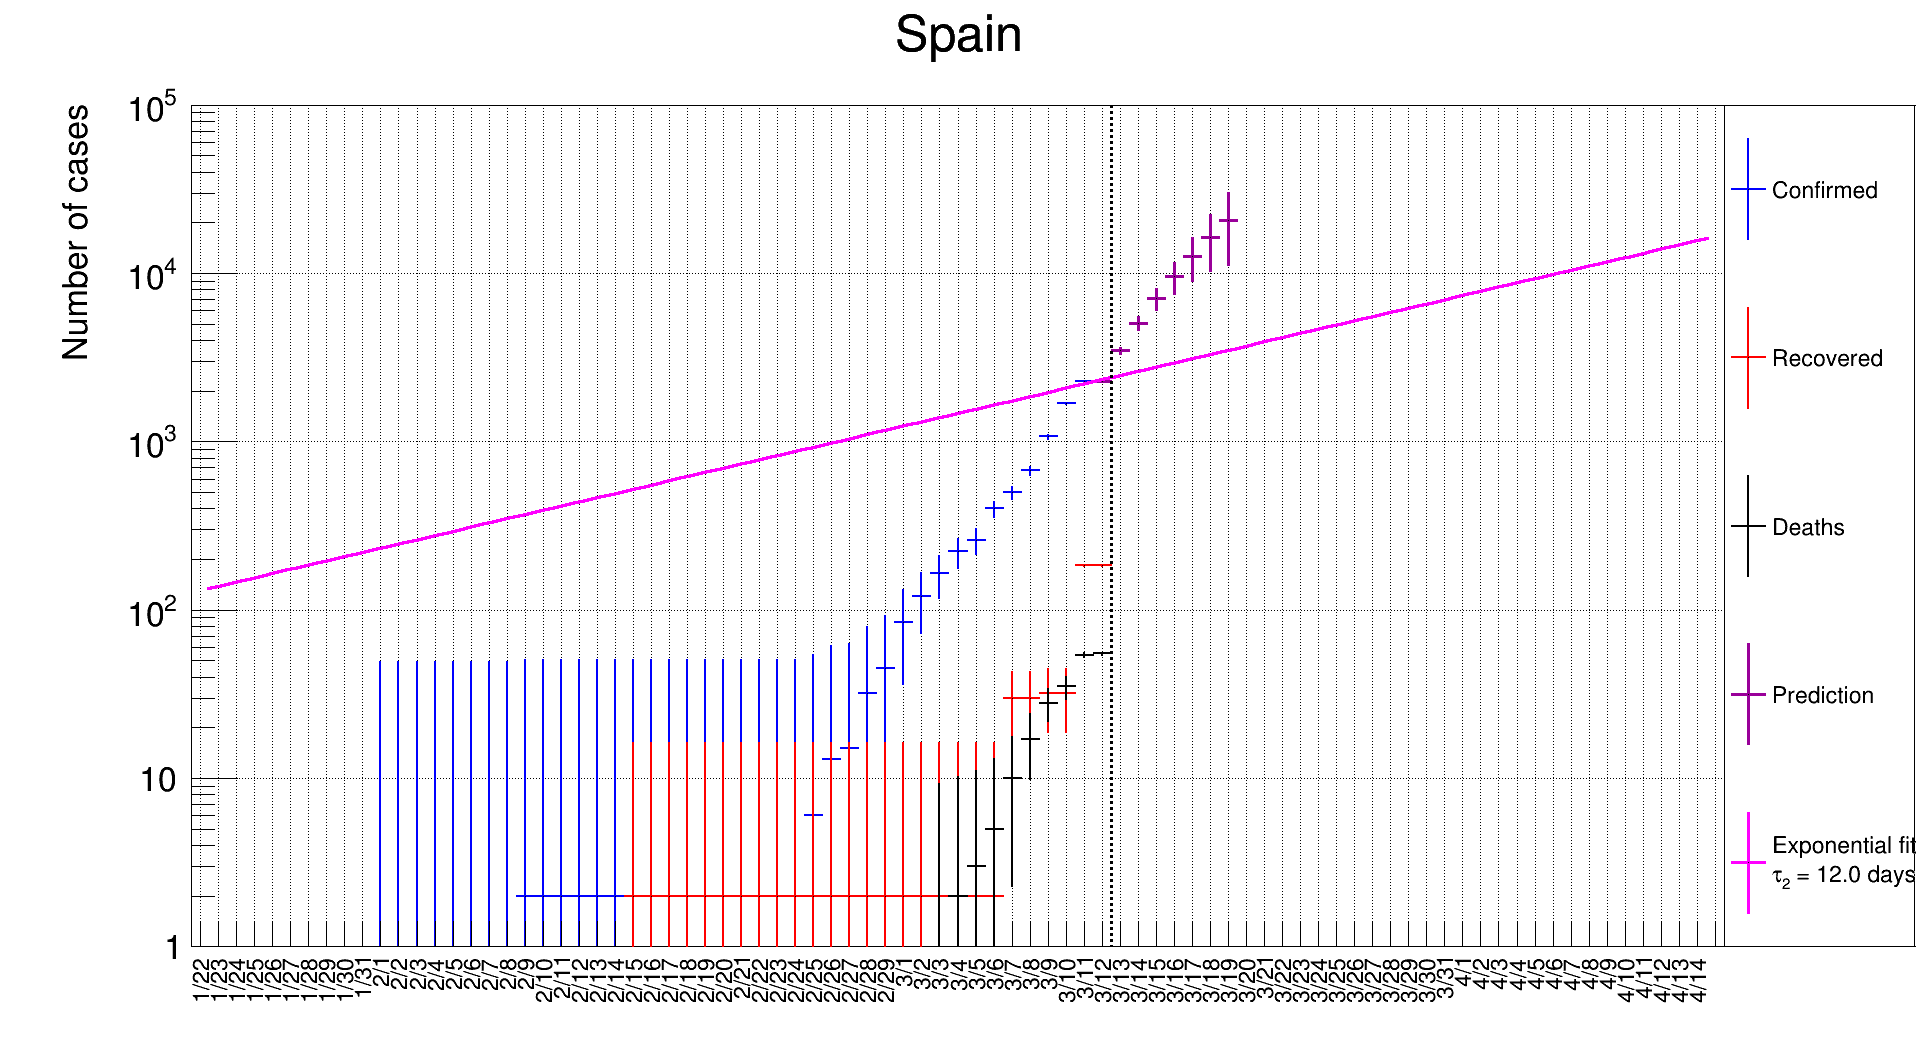 Spain
Number of cases
10^5
10^4
10^3
10^2
10
1
1/22 1/23 1/24 1/25 1/26 1/27 1/28 1/29 1/30 1/31 2/1 2/2 2/3 2/4 2/5 2/6 2/7 2/8 2/9 2/10 2/11 2/12 2/13 2/14 2/15 2/16 2/17 2/18 2/19 2/20 2/21 2/22 2/23 2/24 2/25 2/26 2/27 2/28 2/29 3/1 3/2 3/3 3/4 3/5 3/6 3/7 3/8 3/9 3/10 3/11 3/12 3/13 3/14 3/15 3/16 3/17 3/18 3/19 3/20 3/21 3/22 3/23 3/24 3/25 3/26 3/27 3/28 3/29 3/30 3/31 4/1 4/2 4/3 4/4 4/5 4/6 4/7 4/8 4/9 4/10 4/11 4/12 4/13 4/14
Confirmed
Recovered
Deaths
Prediction
Exponential fit
τ₂ = 12.0 days